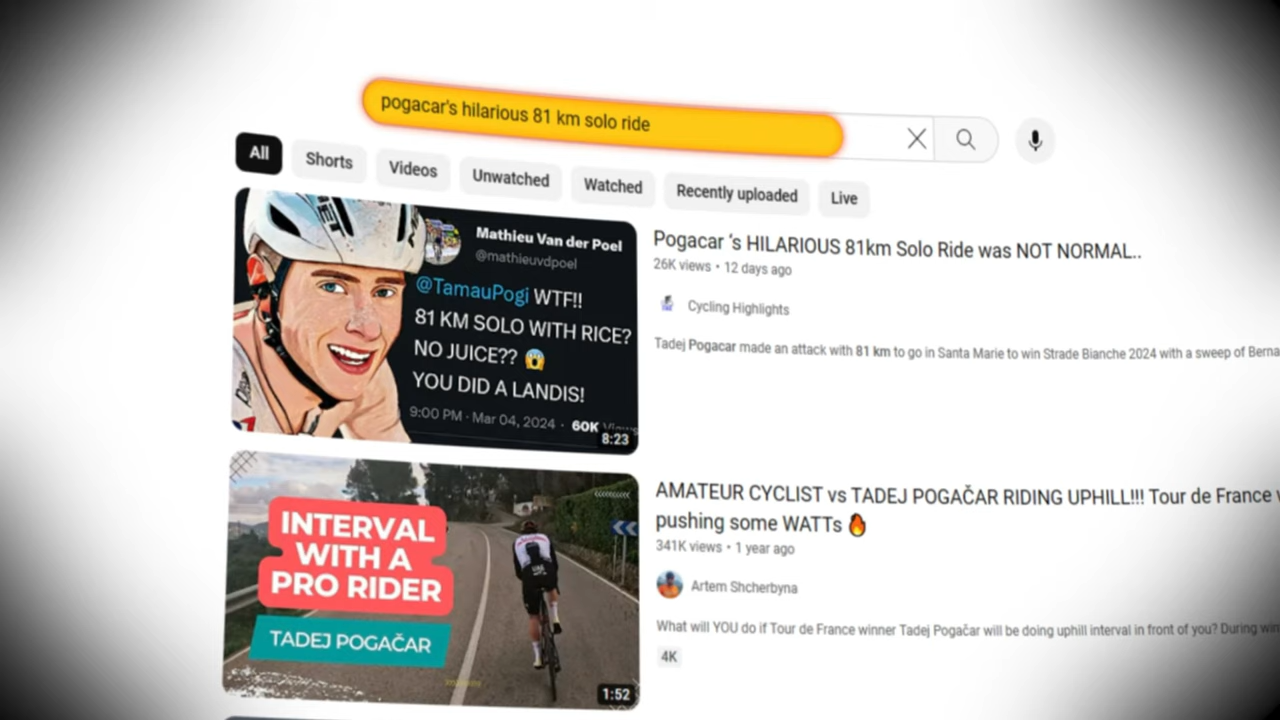 pogacar's hilarious 81 km solo ride
All
Shorts
Videos
Unwatched
Watched
Recently uploaded
Live
MET
Mathieu Van der Poel
@mathieuvdpoel
@TamauPogi WTF!!
81 KM SOLO WITH RICE?
NO JUICE?? 😱
YOU DID A LANDIS!
9:00 PM · Mar 04, 2024 · 60K Views
8:23
Pogacar ‘s HILARIOUS 81km Solo Ride was NOT NORMAL..
26K views • 12 days ago
Cycling Highlights
Tadej Pogacar made an attack with 81 km to go in Santa Marie to win Strade Bianche 2024 with a sweep of Berna
INTERVAL
WITH A
PRO RIDER
TADEJ POGAČAR
1:52
AMATEUR CYCLIST vs TADEJ POGAČAR RIDING UPHILL!!! Tour de France
pushing some WATTs 🔥
341K views • 1 year ago
Artem Shcherbyna
What will YOU do if Tour de France winner Tadej Pogačar will be doing uphill interval in front of you? During
4K